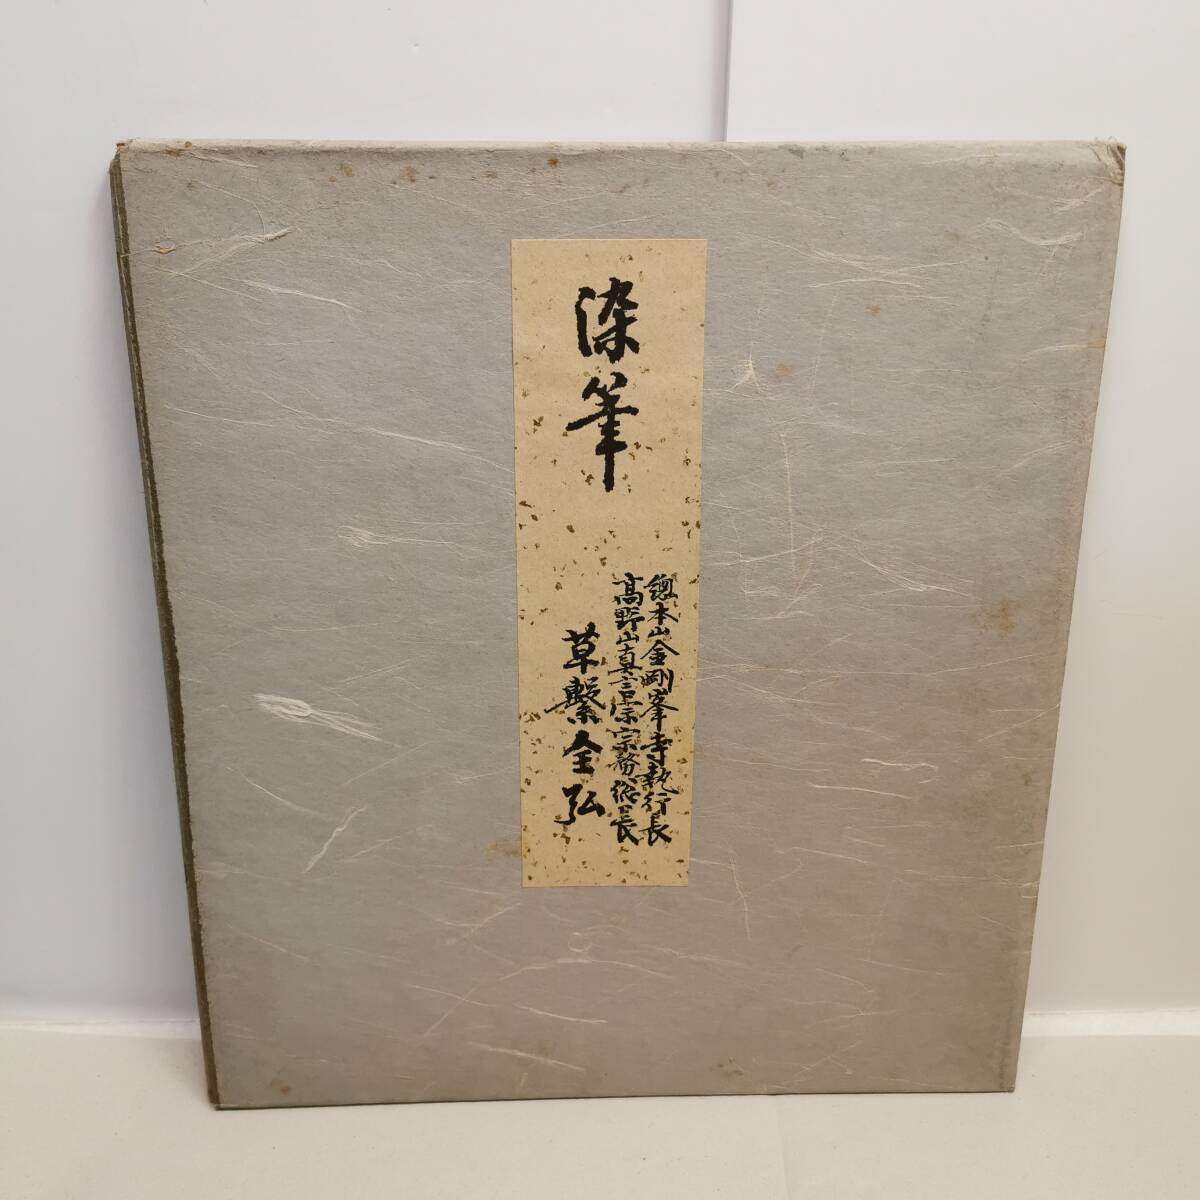 染筆
總本山金剛峯寺執行長
高野山真言宗宗務総長
草繋全弘